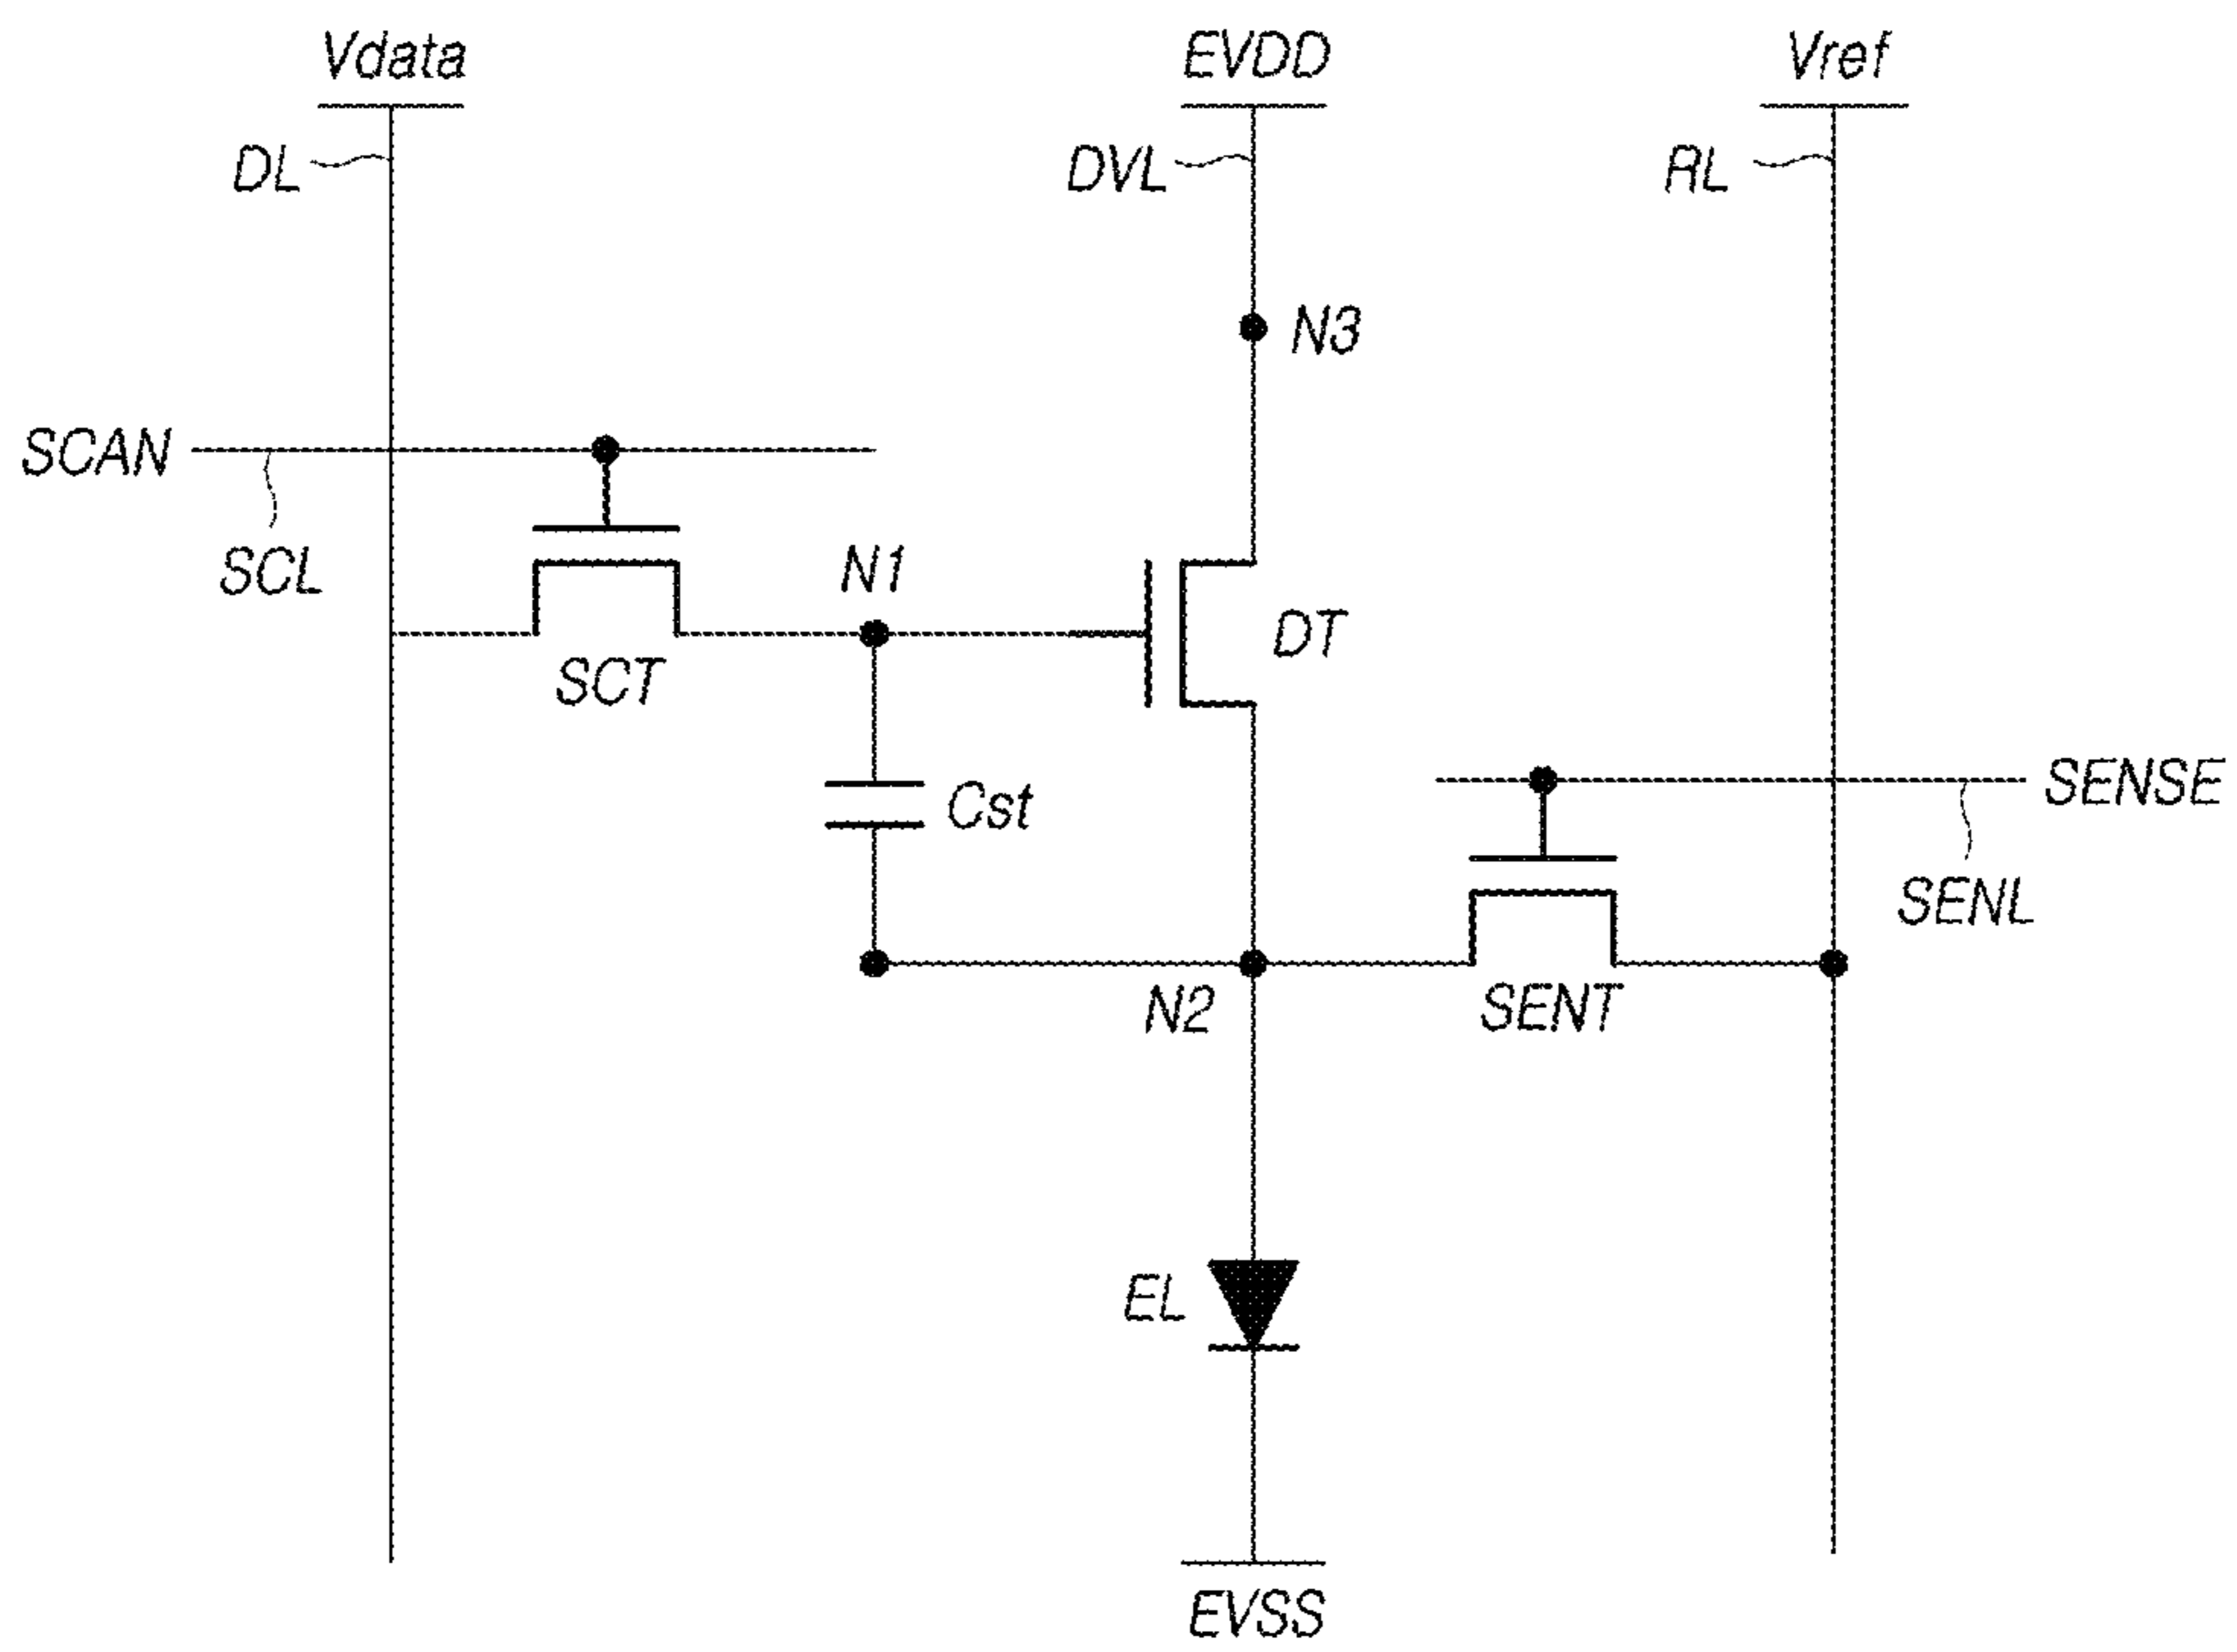 Vdata
EVDD
Vref
DL
DVL
RL
N3
SCAN
SCL
N1
SCT
DT
Cst
SENSE
SENL
N2
SENT
EL
EVSS